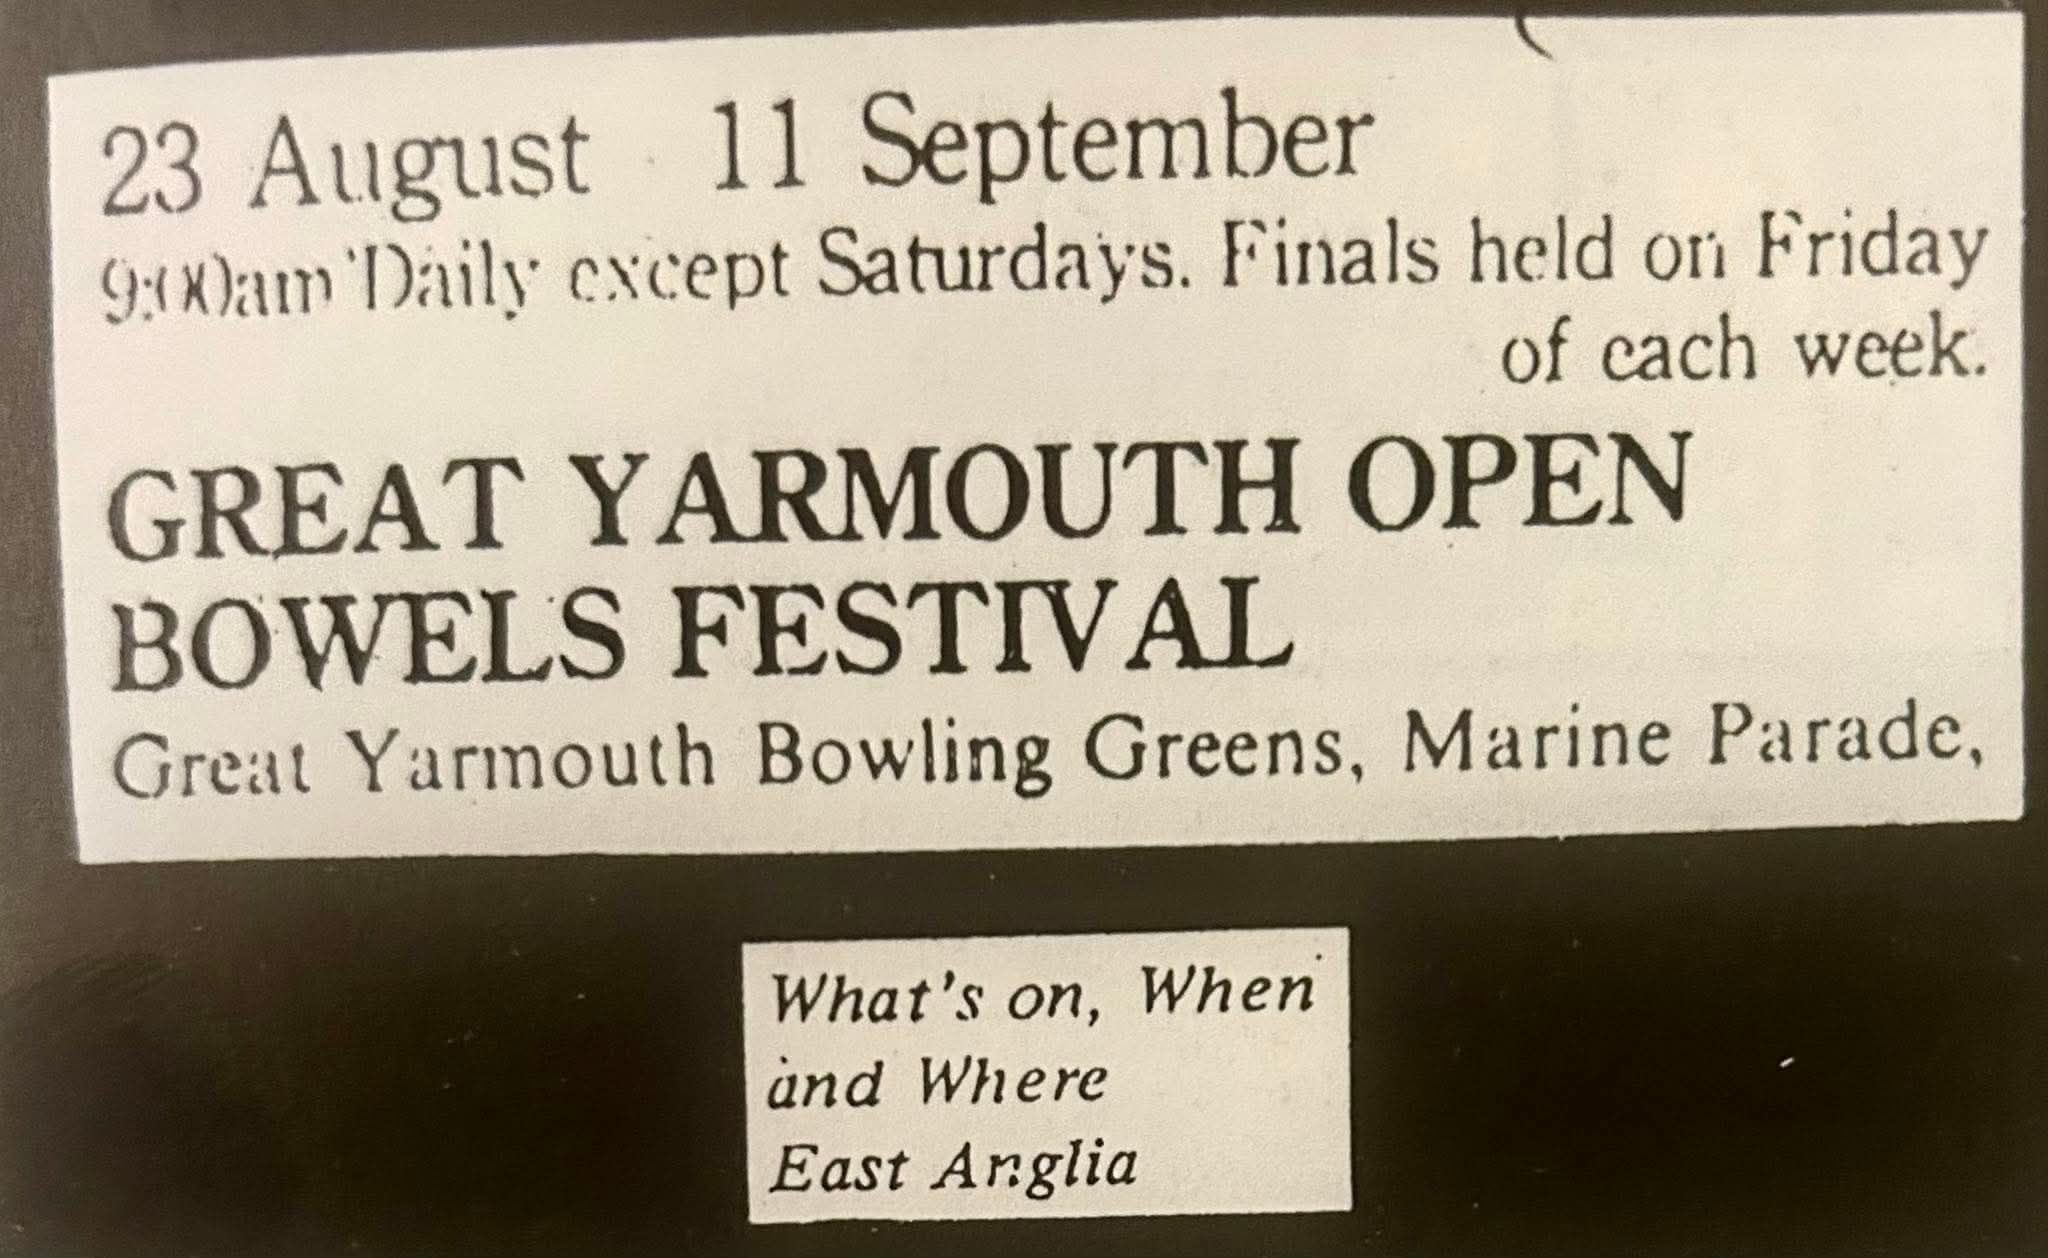 23 August 11 September
9:00am Daily except Saturdays. Finals held on Friday
of each week.
GREAT YARMOUTH OPEN
BOWELS FESTIVAL
Great Yarmouth Bowling Greens, Marine Parade,
What's on, When
and Where
East Anglia